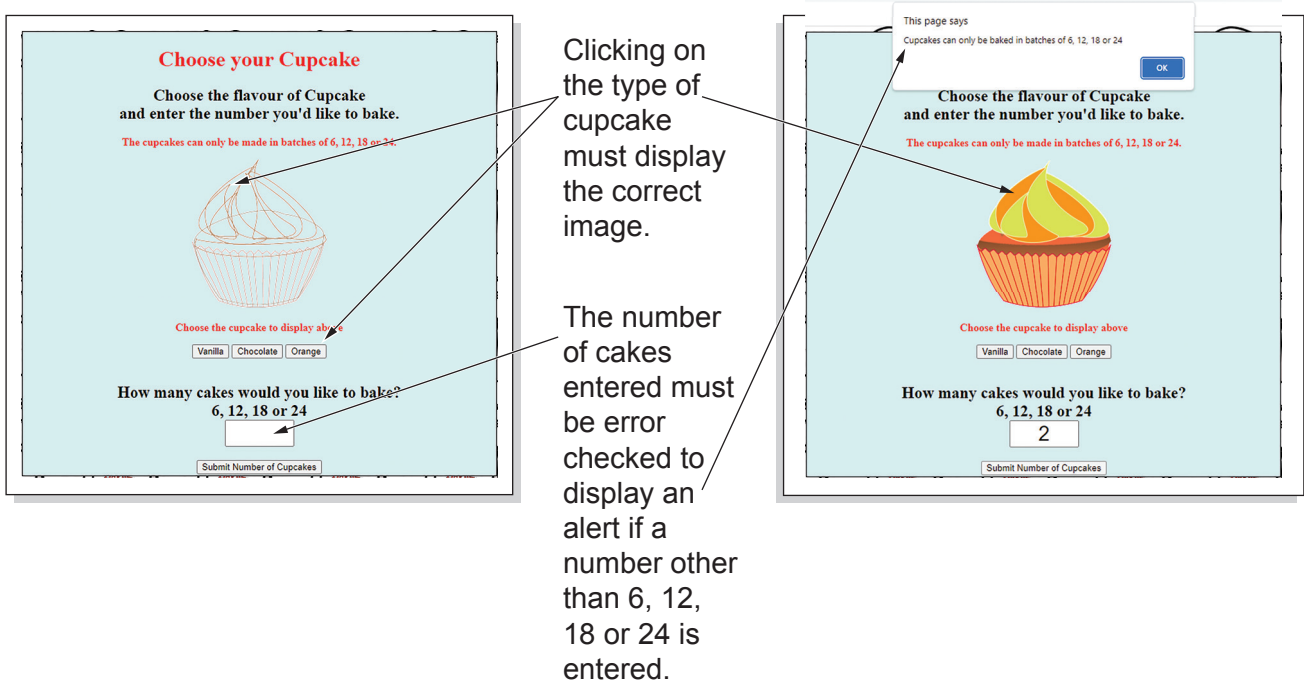 Choose your Cupcake
Choose the flavour of Cupcake
and enter the number you'd like to bake.
The cupcakes can only be made in batches of 6, 12, 18 or 24.
Choose the cupcake to display above
Vanilla Chocolate Orange
How many cakes would you like to bake?
6, 12, 18 or 24
Submit Number of Cupcakes
Clicking on
the type of
cupcake
must display
the correct
image.
The number
of cakes
entered must
be error
checked to
display an
alert if a
number other
than 6, 12,
18 or 24 is
entered.
This page says
Cupcakes can only be baked in batches of 6, 12, 18 or 24
OK
Choose the flavour of Cupcake
and enter the number you'd like to bake.
The cupcakes can only be made in batches of 6, 12, 18 or 24.
Choose the cupcake to display above
Vanilla Chocolate Orange
How many cakes would you like to bake?
6, 12, 18 or 24
2
Submit Number of Cupcakes